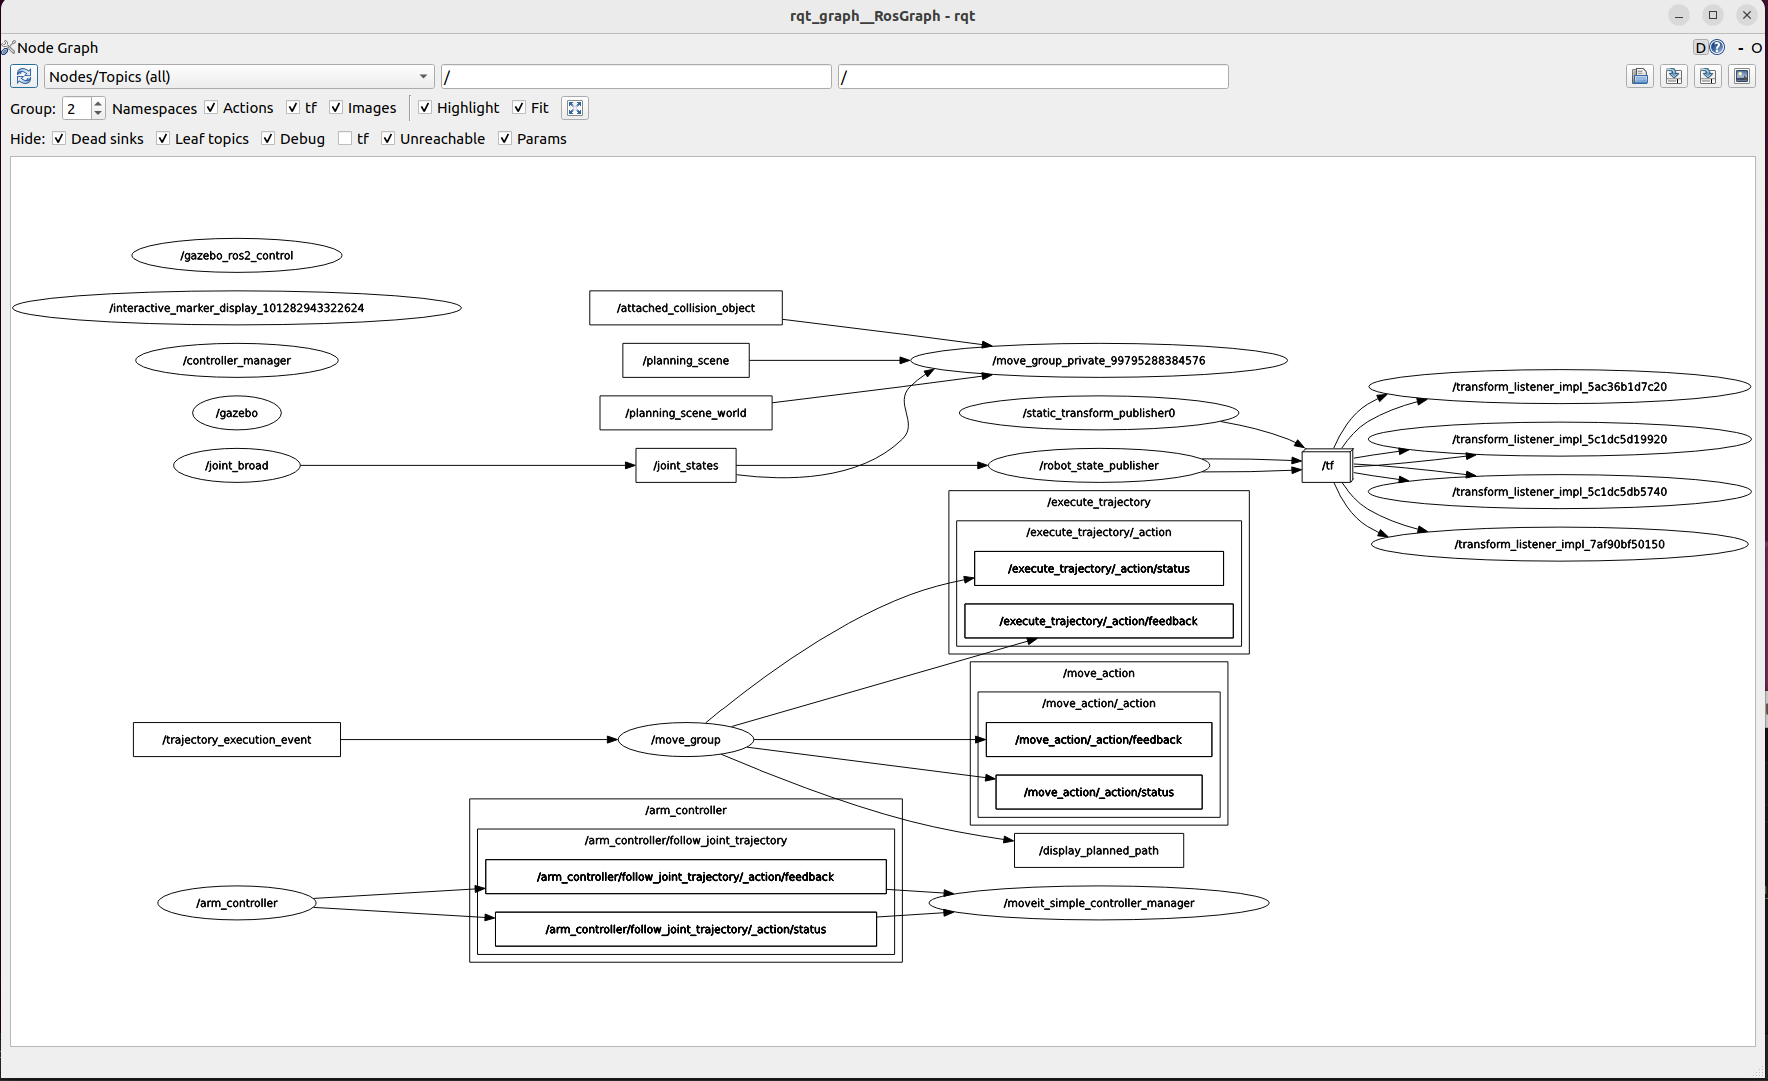 rqt_graph__RosGraph - rqt
Node Graph
D ? - O
Nodes/Topics (all) / /
Group: 2 Namespaces Actions tf Images Highlight Fit
Hide: Dead sinks Leaf topics Debug tf Unreachable Params
/gazebo_ros2_control
/interactive_marker_display_101282943322624
/attached_collision_object
/controller_manager
/planning_scene
/move_group_private_99795288384576
/transform_listener_impl_5ac36b1d7c20
/gazebo
/planning_scene_world
/static_transform_publisher0
/transform_listener_impl_5c1dc5d19920
/joint_broad
/joint_states
/robot_state_publisher
/tf
/transform_listener_impl_5c1dc5db5740
/execute_trajectory
/execute_trajectory/_action
/transform_listener_impl_7af90bf50150
/execute_trajectory/_action/status
/execute_trajectory/_action/feedback
/move_action
/move_action/_action
/trajectory_execution_event
/move_group
/move_action/_action/feedback
/move_action/_action/status
/arm_controller
/arm_controller/follow_joint_trajectory
/display_planned_path
/arm_controller/follow_joint_trajectory/_action/feedback
/arm_controller
/moveit_simple_controller_manager
/arm_controller/follow_joint_trajectory/_action/status